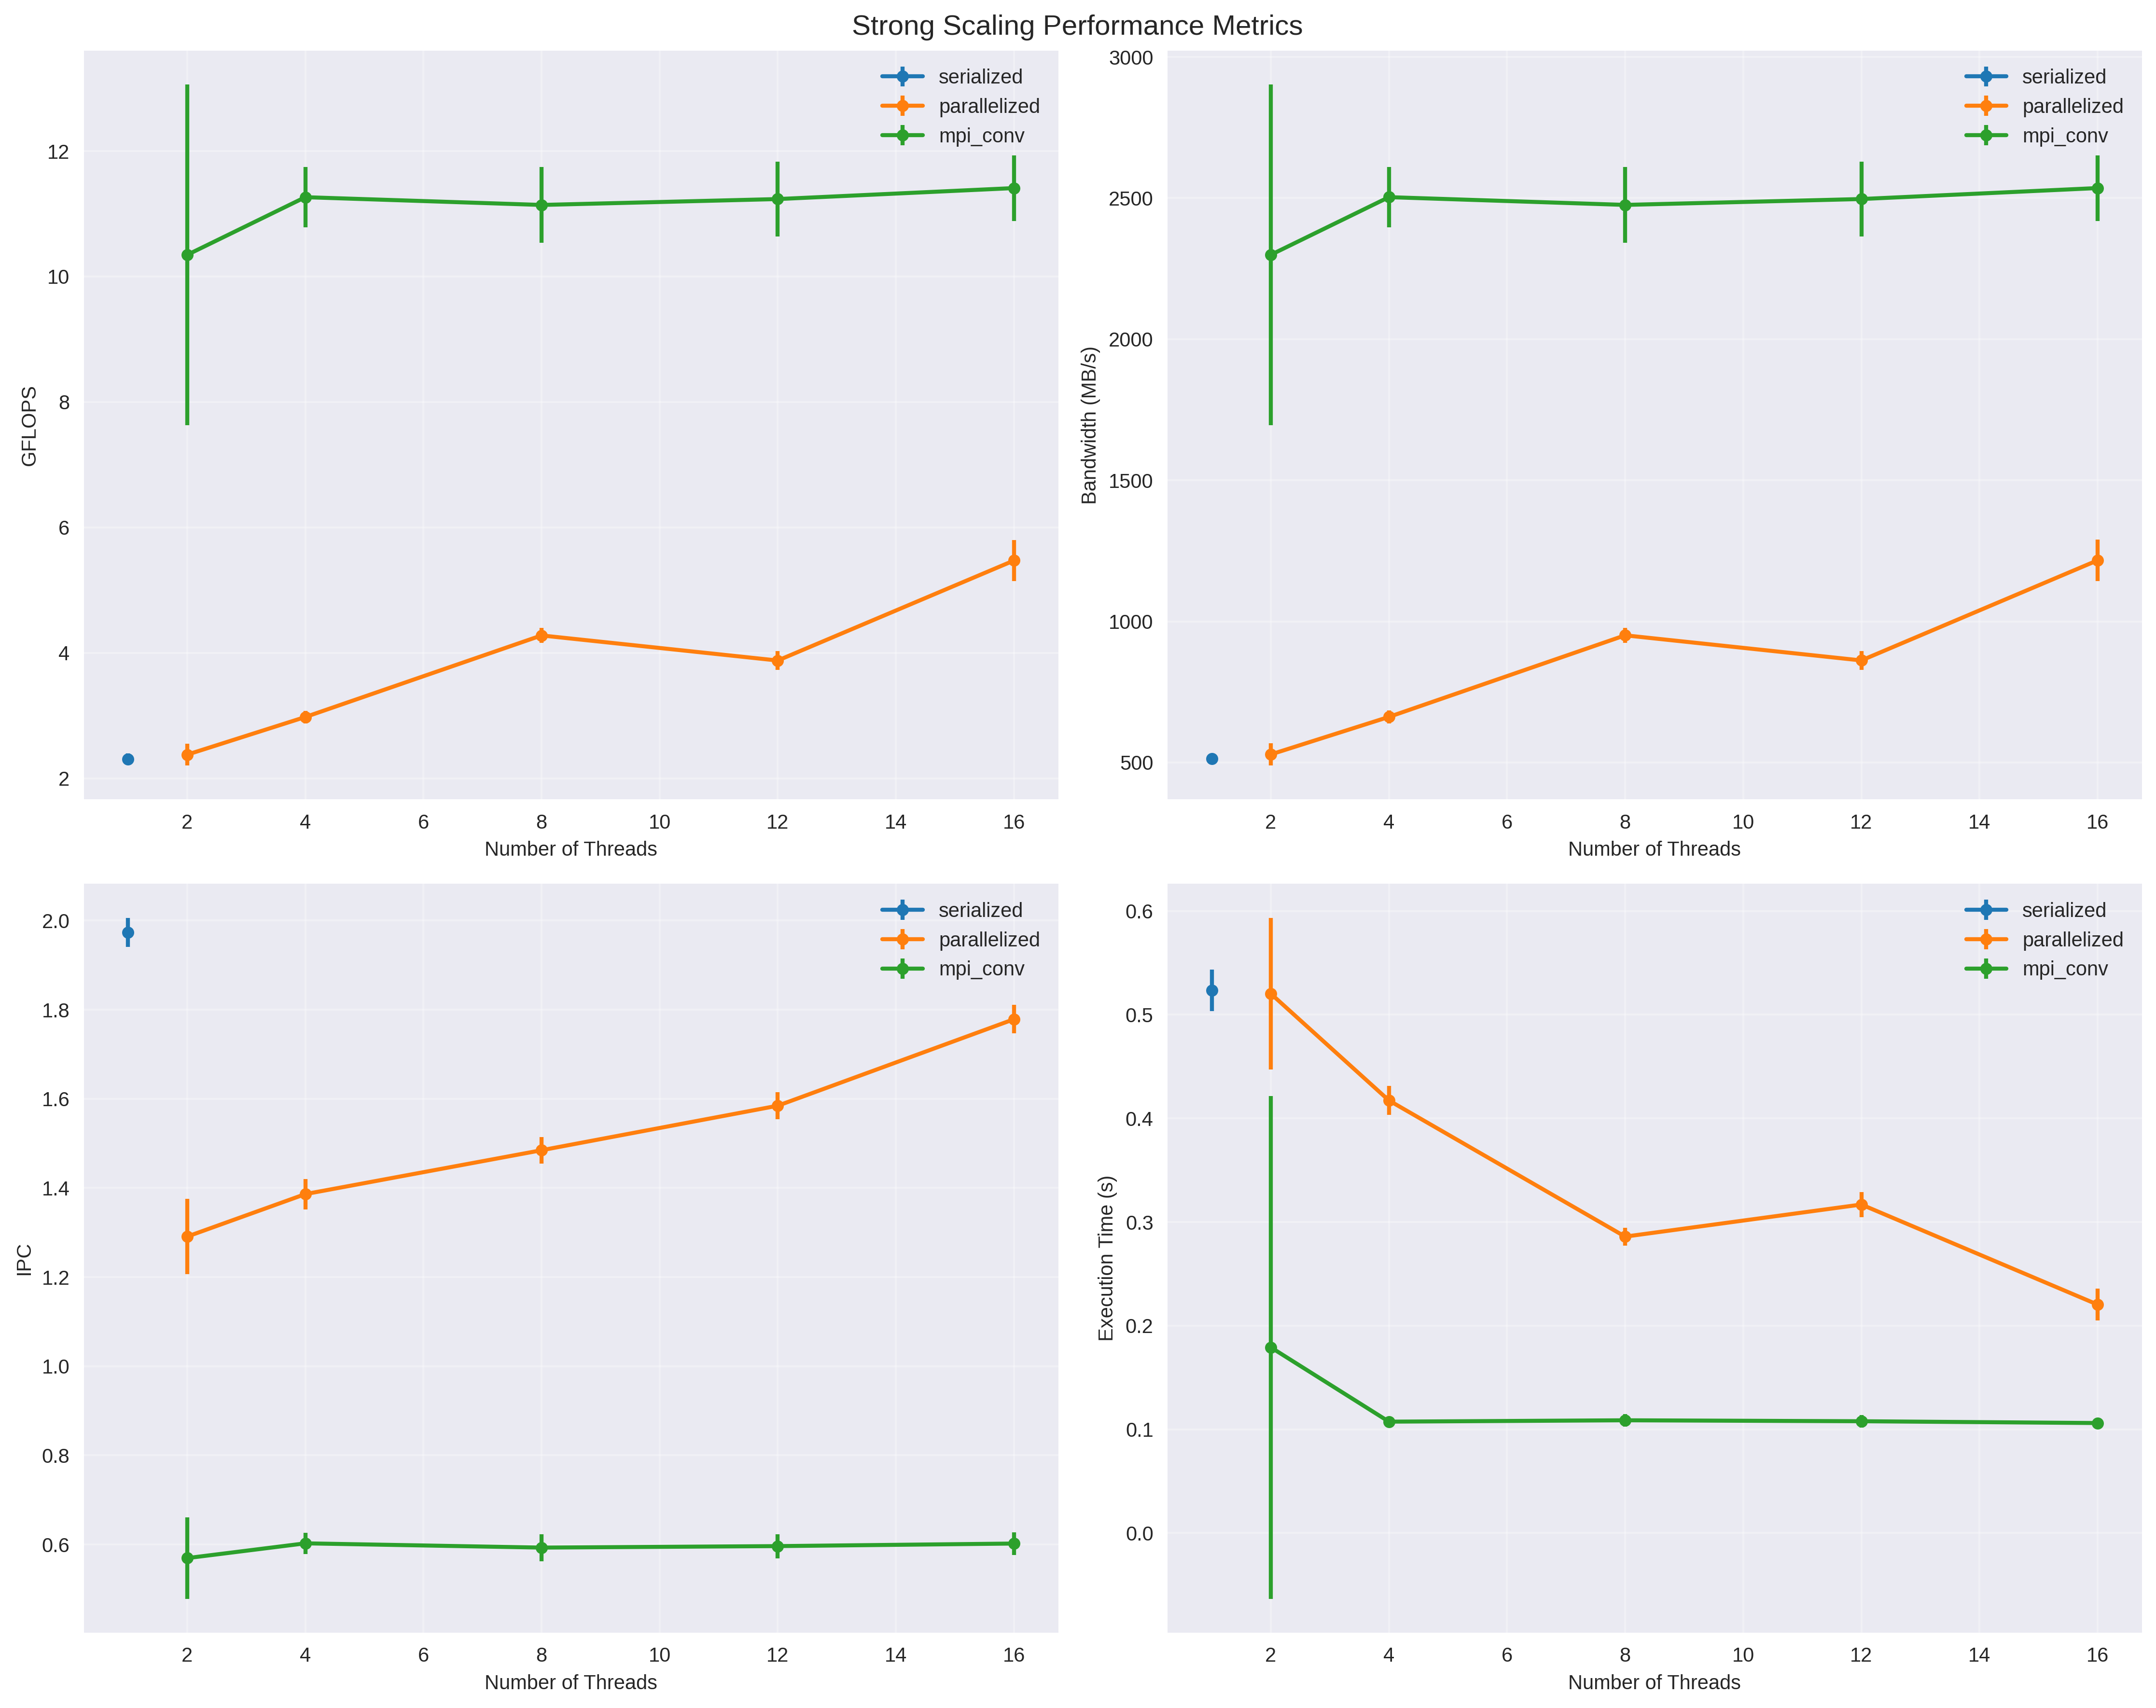 Strong Scaling Performance Metrics
GFLOPS
12
10
8
6
4
2
2 4 6 8 10 12 14 16
Number of Threads
serialized
parallelized
mpi_conv
Bandwidth (MB/s)
3000
2500
2000
1500
1000
500
2 4 6 8 10 12 14 16
Number of Threads
serialized
parallelized
mpi_conv
IPC
2.0
1.8
1.6
1.4
1.2
1.0
0.8
0.6
2 4 6 8 10 12 14 16
Number of Threads
serialized
parallelized
mpi_conv
Execution Time (s)
0.6
0.5
0.4
0.3
0.2
0.1
0.0
2 4 6 8 10 12 14 16
Number of Threads
serialized
parallelized
mpi_conv